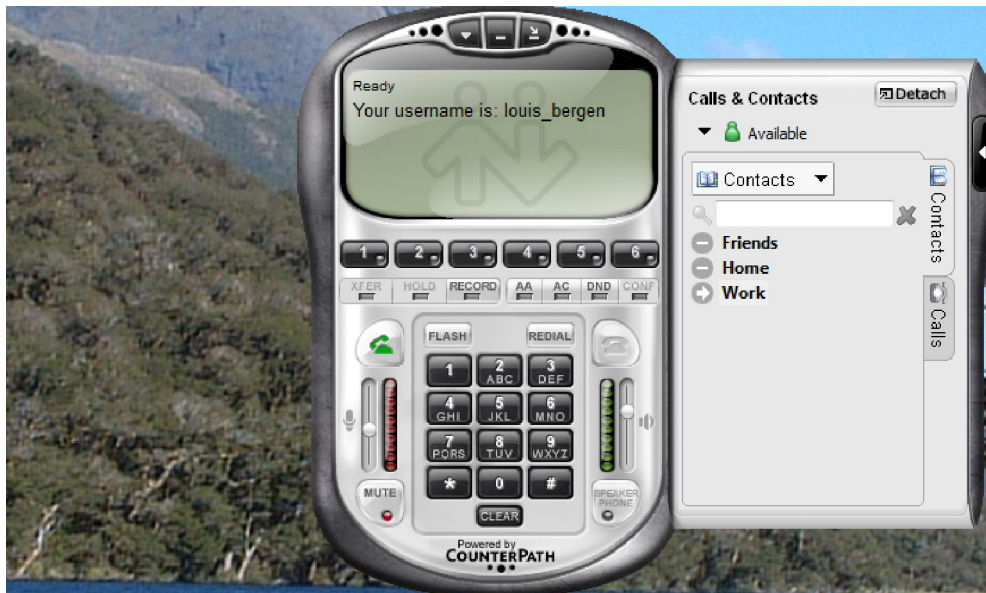 Ready
Your username is: louis_bergen
1 2 3 4 5 6
XFER HOLD RECORD AA AC DND CONF
FLASH REDIAL
1 2 3
ABC DEF
4 5 6
GHI JKL MNO
7 8 9
PQRS TUV WXYZ
* 0 #
MUTE
SPEAKER
PHONE
CLEAR
Powered by
COUNTERPATH
Calls & Contacts
Detach
Available
Contacts
Friends
Home
Work
Contacts
Calls